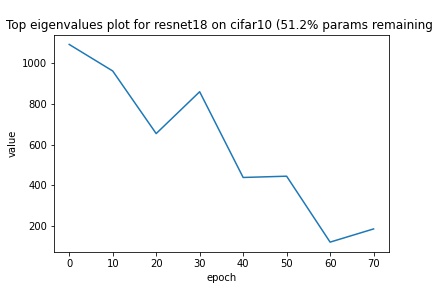 Top eigenvalues plot for resnet18 on cifar10 (51.2% params remaining
1000
800
600
400
200
value
0 10 20 30 40 50 60 70
epoch